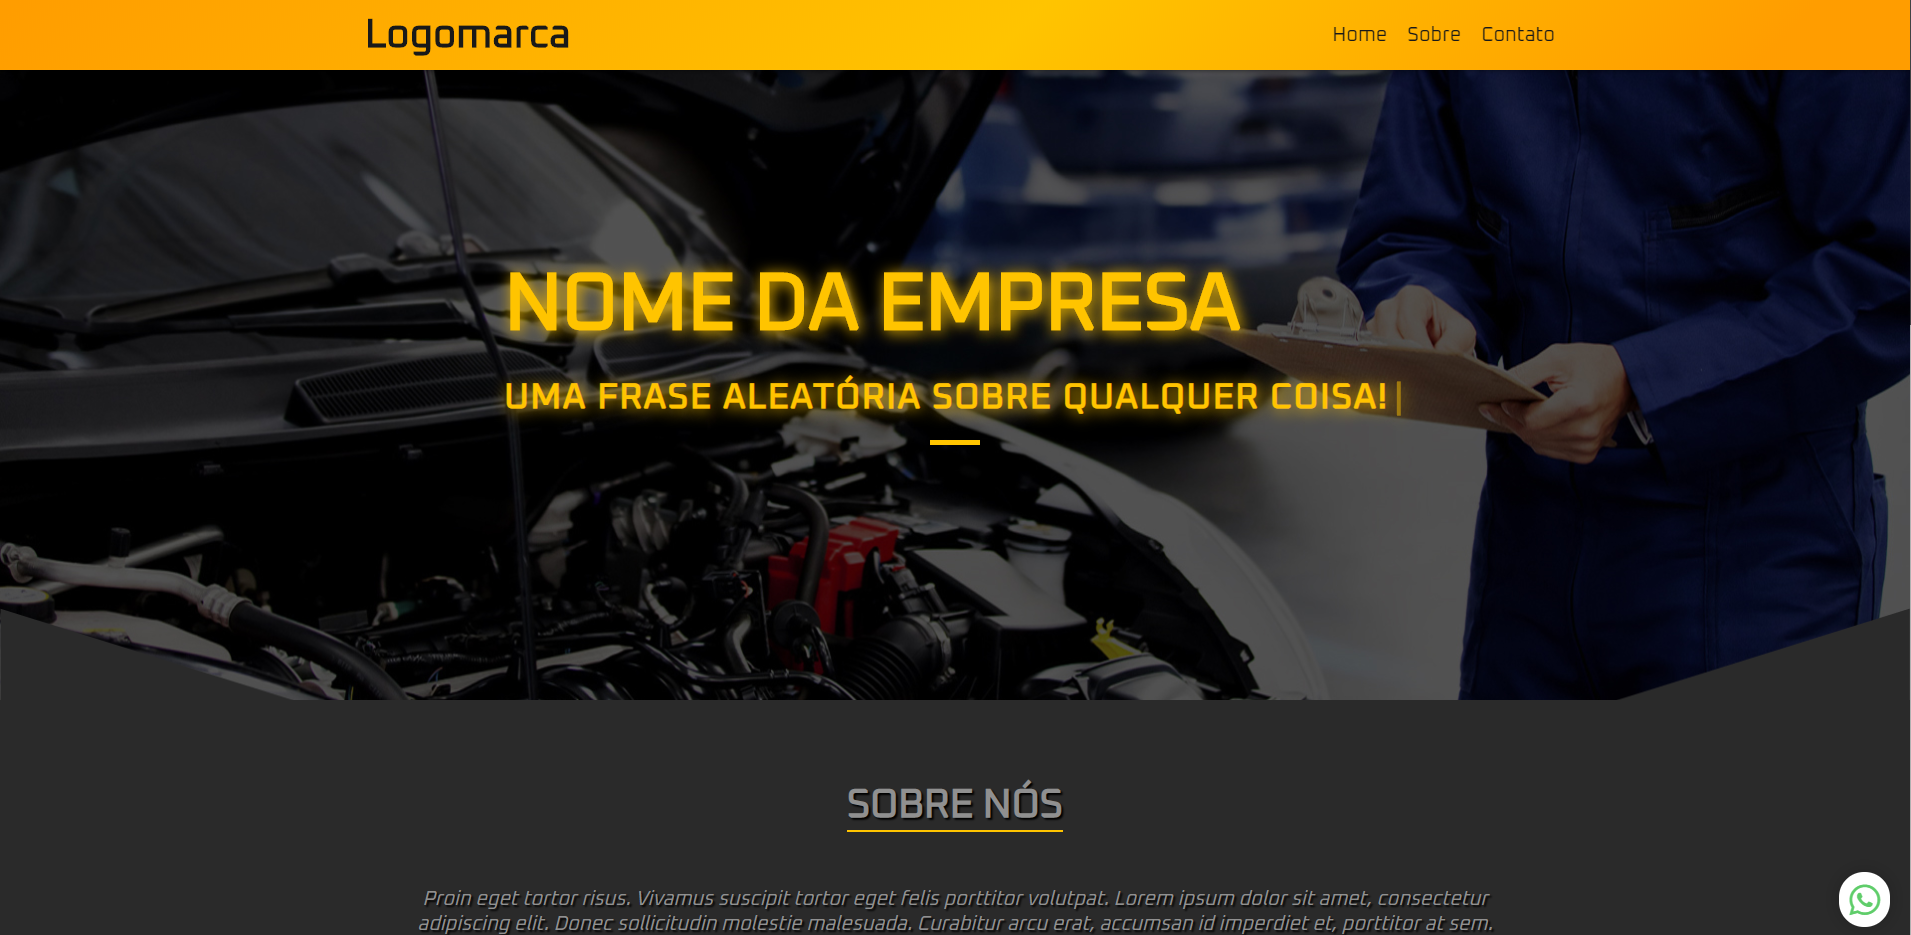 Logomarca
Home Sobre Contato
NOME DA EMPRESA
UMA FRASE ALEATÓRIA SOBRE QUALQUER COISA!|
SOBRE NÓS
Proin eget tortor risus. Vivamus suscipit tortor eget felis porttitor volutpat. Lorem ipsum dolor sit amet, consectetur
adipiscing elit. Donec sollicitudin molestie malesuada. Curabitur arcu erat, accumsan id imperdiet et, porttitor at sem.